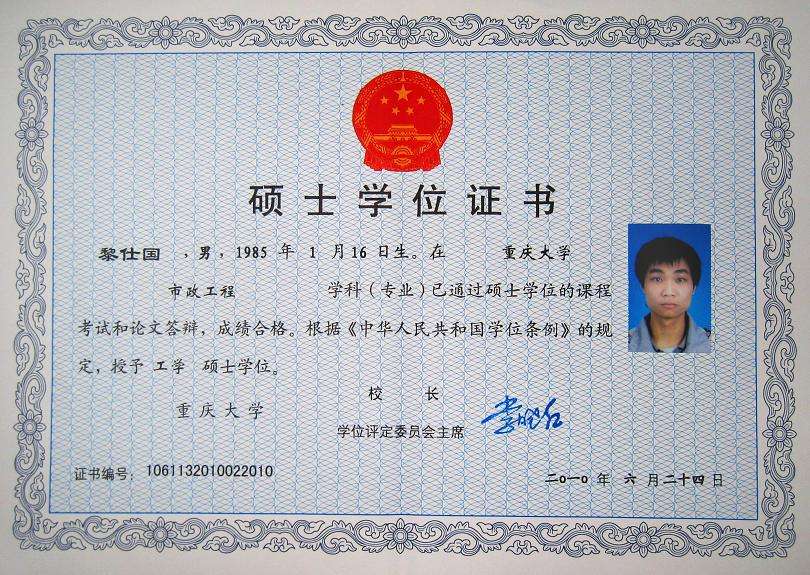 硕士学位证书
黎仕国 ，男，1985 年 1 月16 日生。在 重庆大学
市政工程 学科（专业）已通过硕士学位的课程
考试和论文答辩，成绩合格。根据《中华人民共和国学位条例》的规
定，授予 工学 硕士学位。
校 长
重庆大学
学位评定委员会主席
证书编号：1061132010022010
二○一○ 年 六 月二十四日